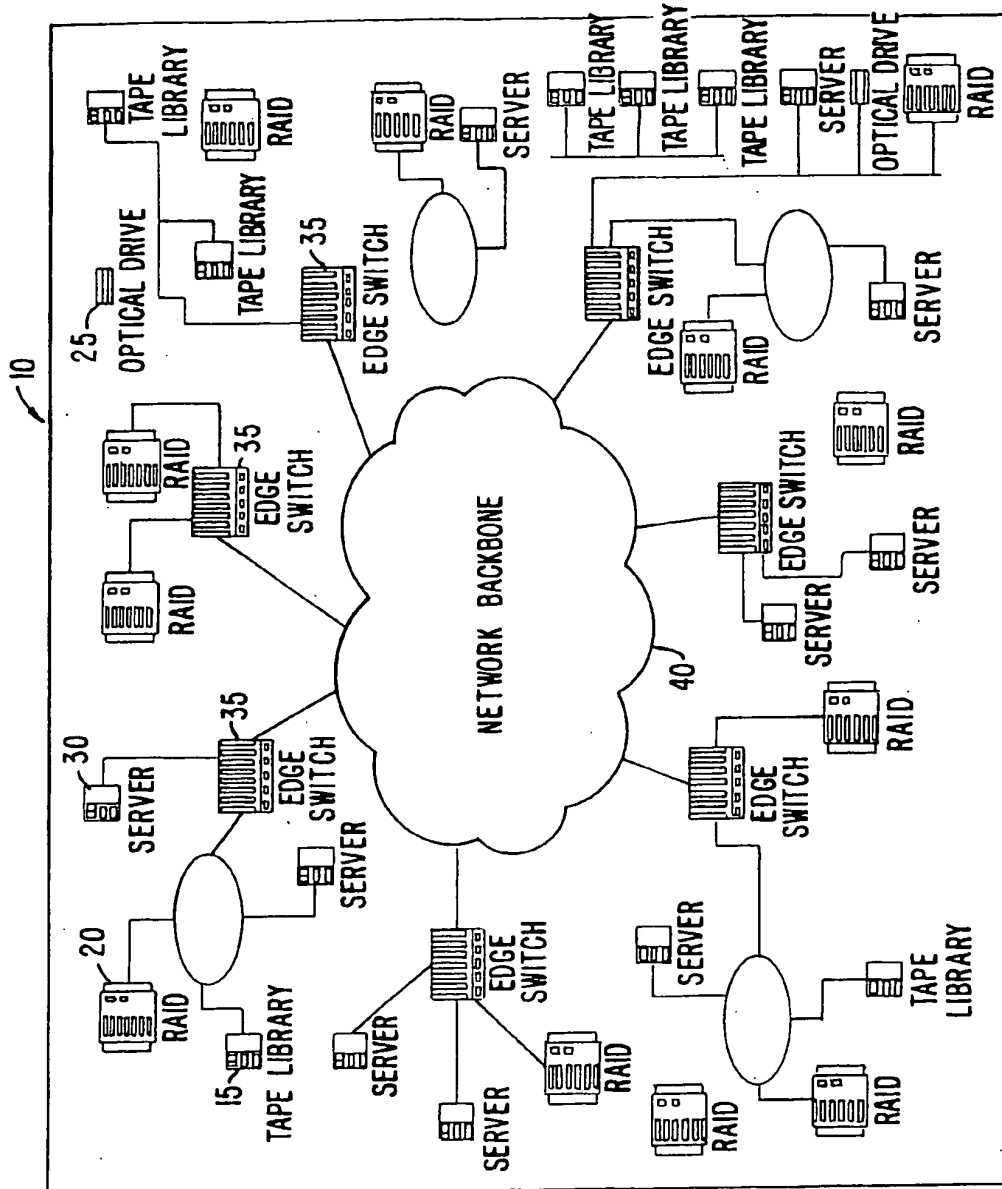 10
20
RAID
15
TAPE LIBRARY
30
SERVER
35
EDGE
SWITCH
SERVER
RAID
RAID
35
EDGE
SWITCH
25
OPTICAL DRIVE
TAPE
LIBRARY
TAPE LIBRARY
RAID
35
EDGE SWITCH
RAID
SERVER
SERVER
SERVER
RAID
EDGE
SWITCH
NETWORK BACKBONE
40
SERVER
RAID
RAID
TAPE
LIBRARY
EDGE
SWITCH
RAID
EDGE SWITCH
SERVER
SERVER
RAID
EDGE SWITCH
RAID
SERVER
TAPE LIBRARY
TAPE LIBRARY
TAPE LIBRARY
SERVER
OPTICAL DRIVE
RAID